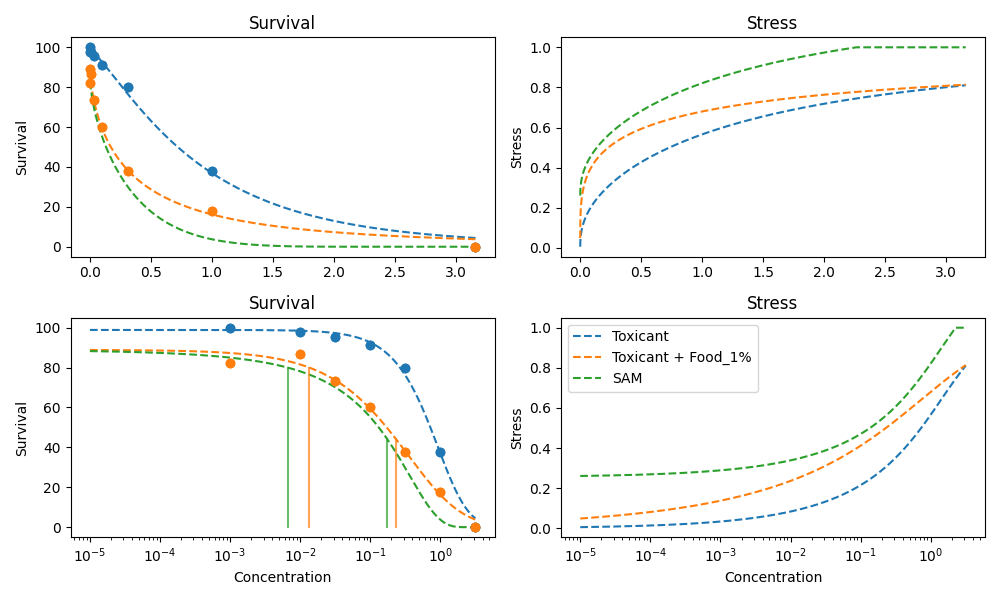 Survival
Survival
100
80
60
40
20
0
0.0 0.5 1.0 1.5 2.0 2.5 3.0
Stress
Stress
1.0
0.8
0.6
0.4
0.2
0.0
0.0 0.5 1.0 1.5 2.0 2.5 3.0
Survival
Survival
100
80
60
40
20
0
10⁻⁵ 10⁻⁴ 10⁻³ 10⁻² 10⁻¹ 10⁰
Concentration
Stress
Stress
1.0
0.8
0.6
0.4
0.2
0.0
Toxicant
Toxicant + Food_1%
SAM
10⁻⁵ 10⁻⁴ 10⁻³ 10⁻² 10⁻¹ 10⁰
Concentration